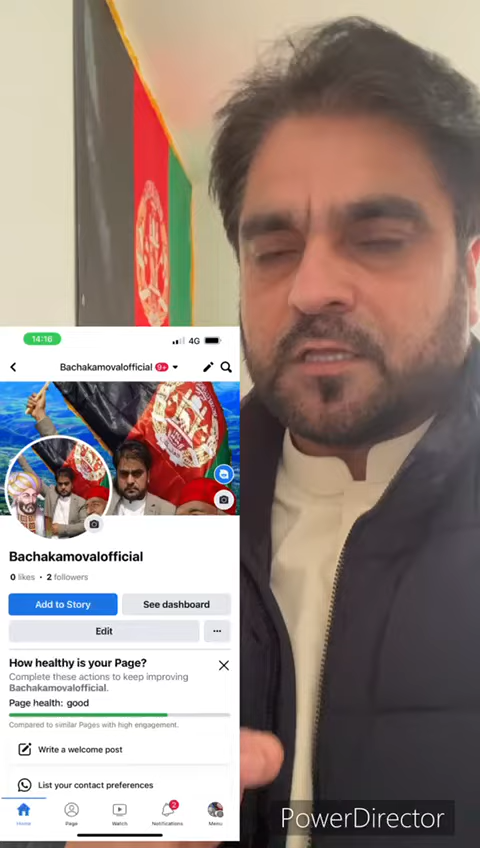 14:16
4G
Bachakamovalofficial 9+
Bachakamovalofficial
0 likes • 2 followers
Add to Story
See dashboard
Edit
How healthy is your Page?
Complete these actions to keep improving
Bachakamovalofficial.
Page health: good
Compared to similar Pages with high engagement.
Write a welcome post
List your contact preferences
2
Home
Page
Watch
Notifications
Menu
PowerDirector